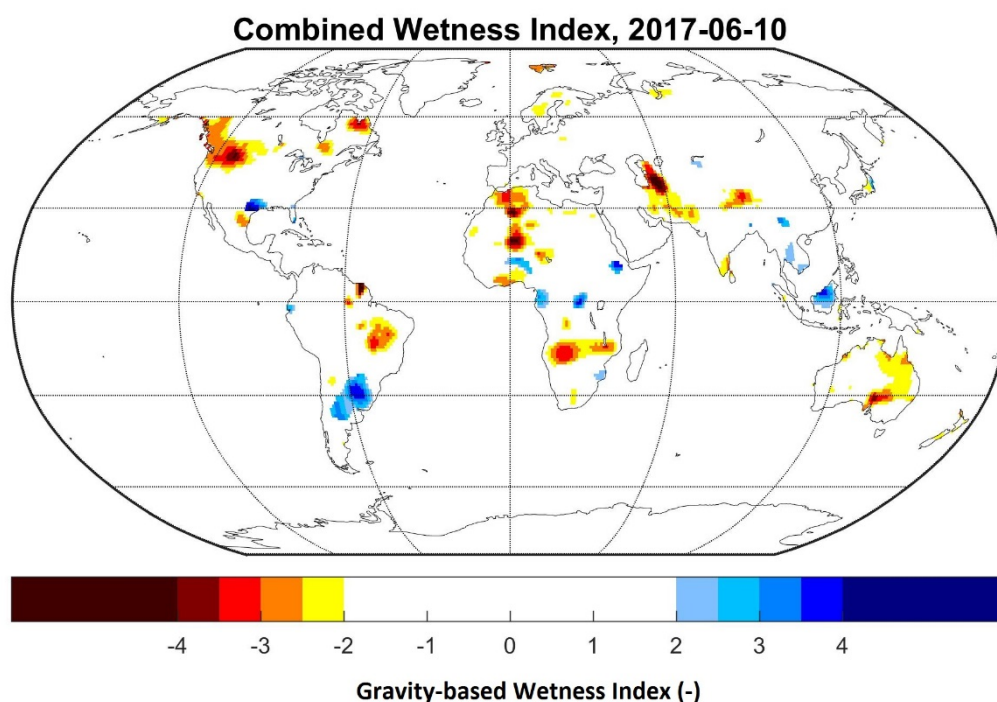 Combined Wetness Index, 2017-06-10
-4 -3 -2 -1 0 1 2 3 4
Gravity-based Wetness Index (-)